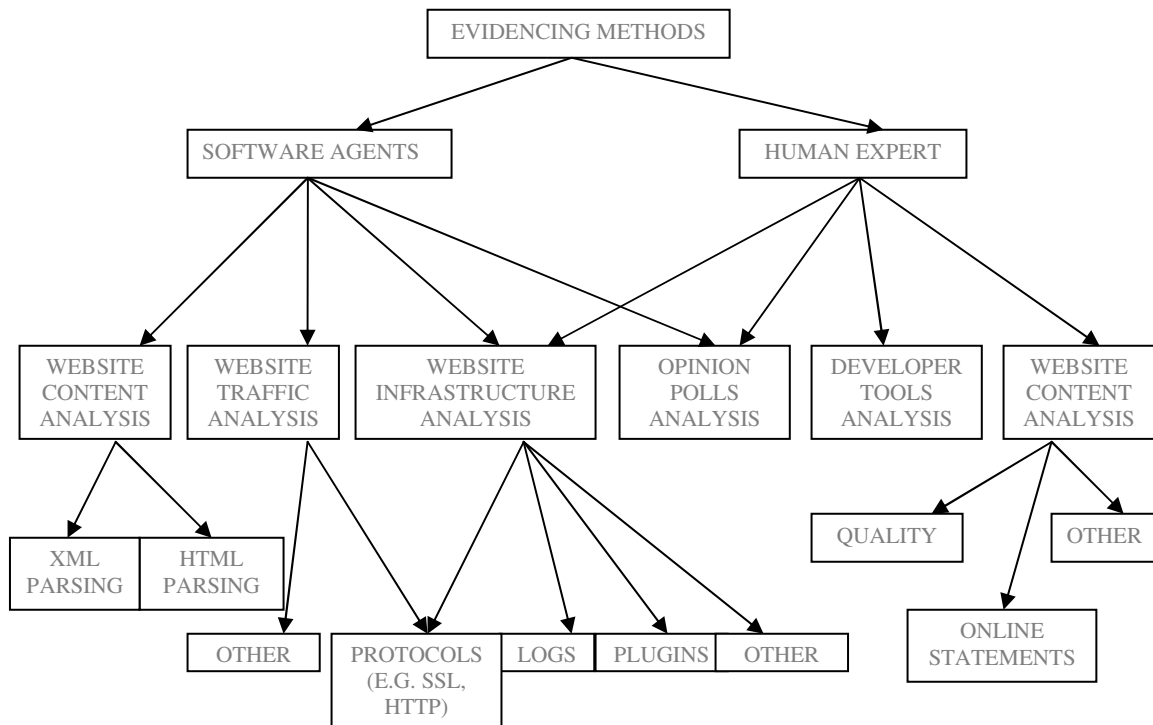 EVIDENCING METHODS
SOFTWARE AGENTS
HUMAN EXPERT
WEBSITE
CONTENT
ANALYSIS
WEBSITE
TRAFFIC
ANALYSIS
WEBSITE
INFRASTRUCTURE
ANALYSIS
OPINION
POLLS
ANALYSIS
DEVELOPER
TOOLS
ANALYSIS
WEBSITE
CONTENT
ANALYSIS
XML
PARSING
HTML
PARSING
QUALITY
OTHER
OTHER
PROTOCOLS
(E.G. SSL,
HTTP)
LOGS
PLUGINS
OTHER
ONLINE
STATEMENTS